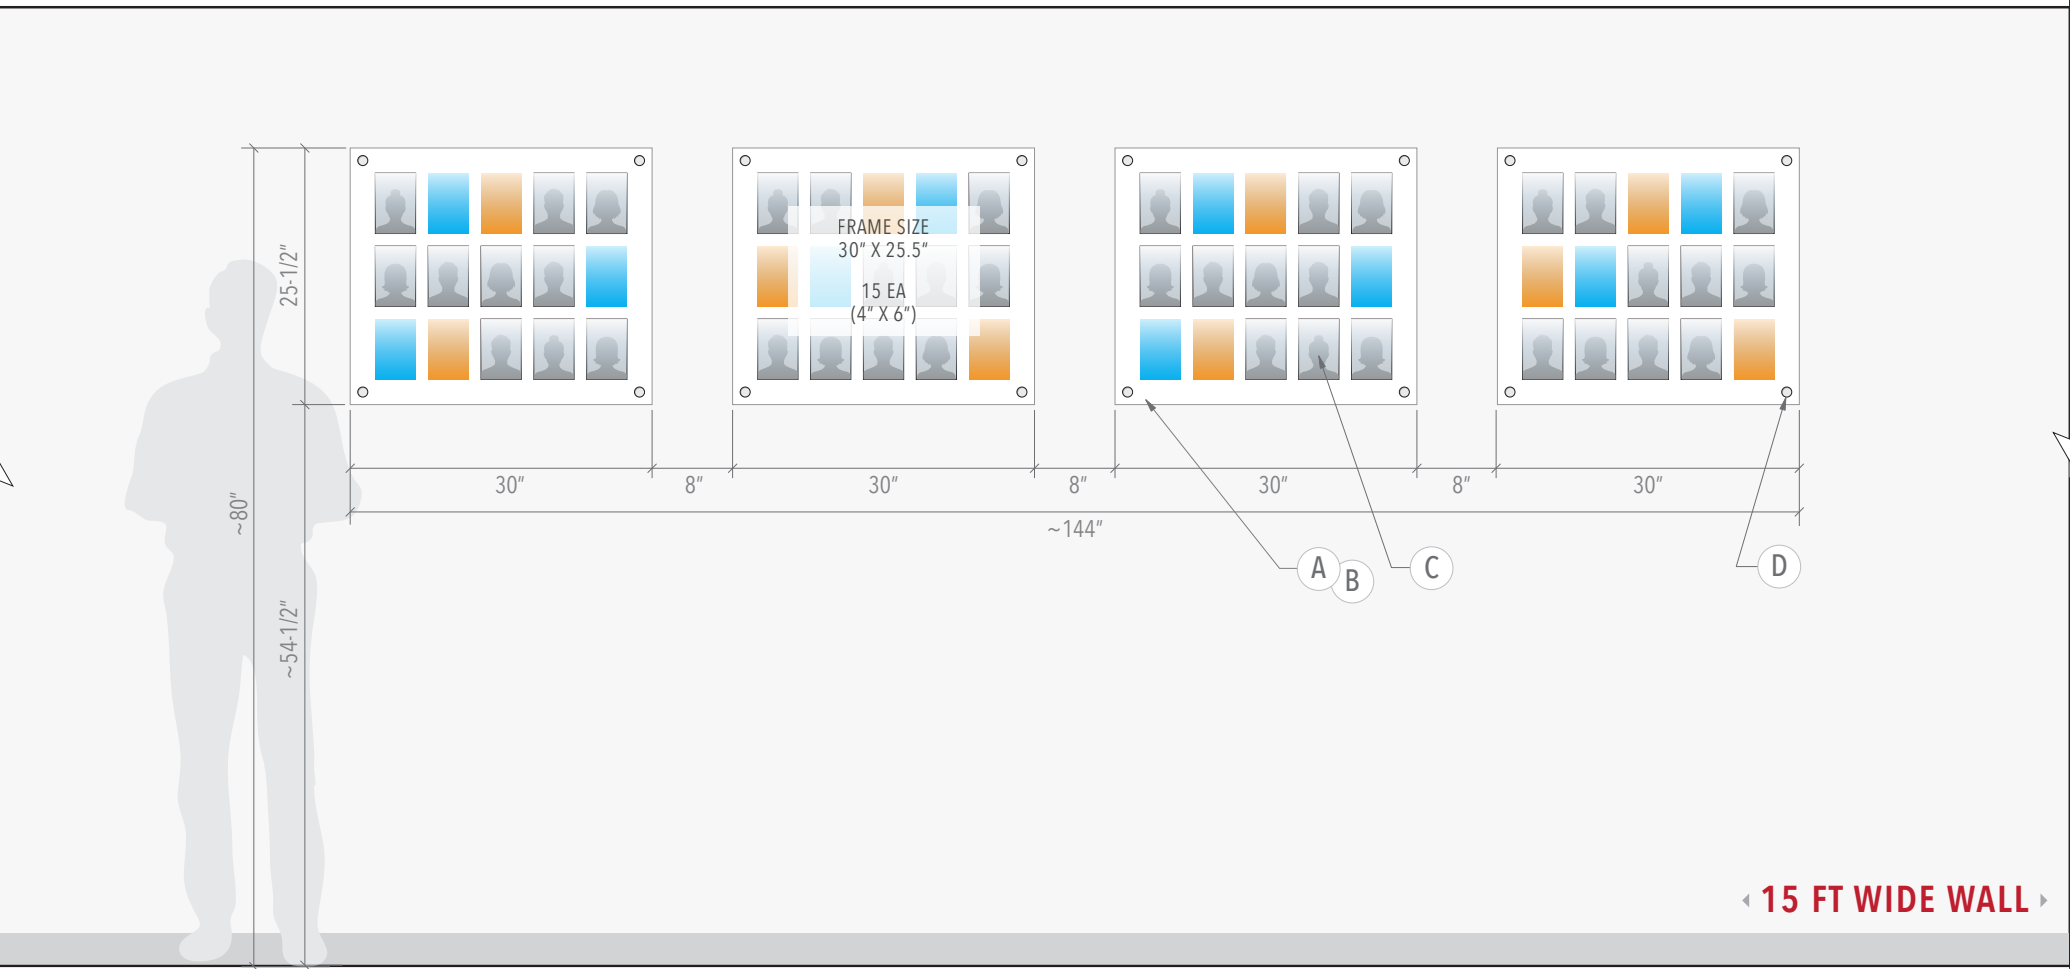 FRAME SIZE
30" X 25.5"
15 EA
(4" X 6")
25-1/2"
~80"
~54-1/2"
30"
8"
30"
8"
30"
8"
30"
~144"
A
B
C
D
15 FT WIDE WALL